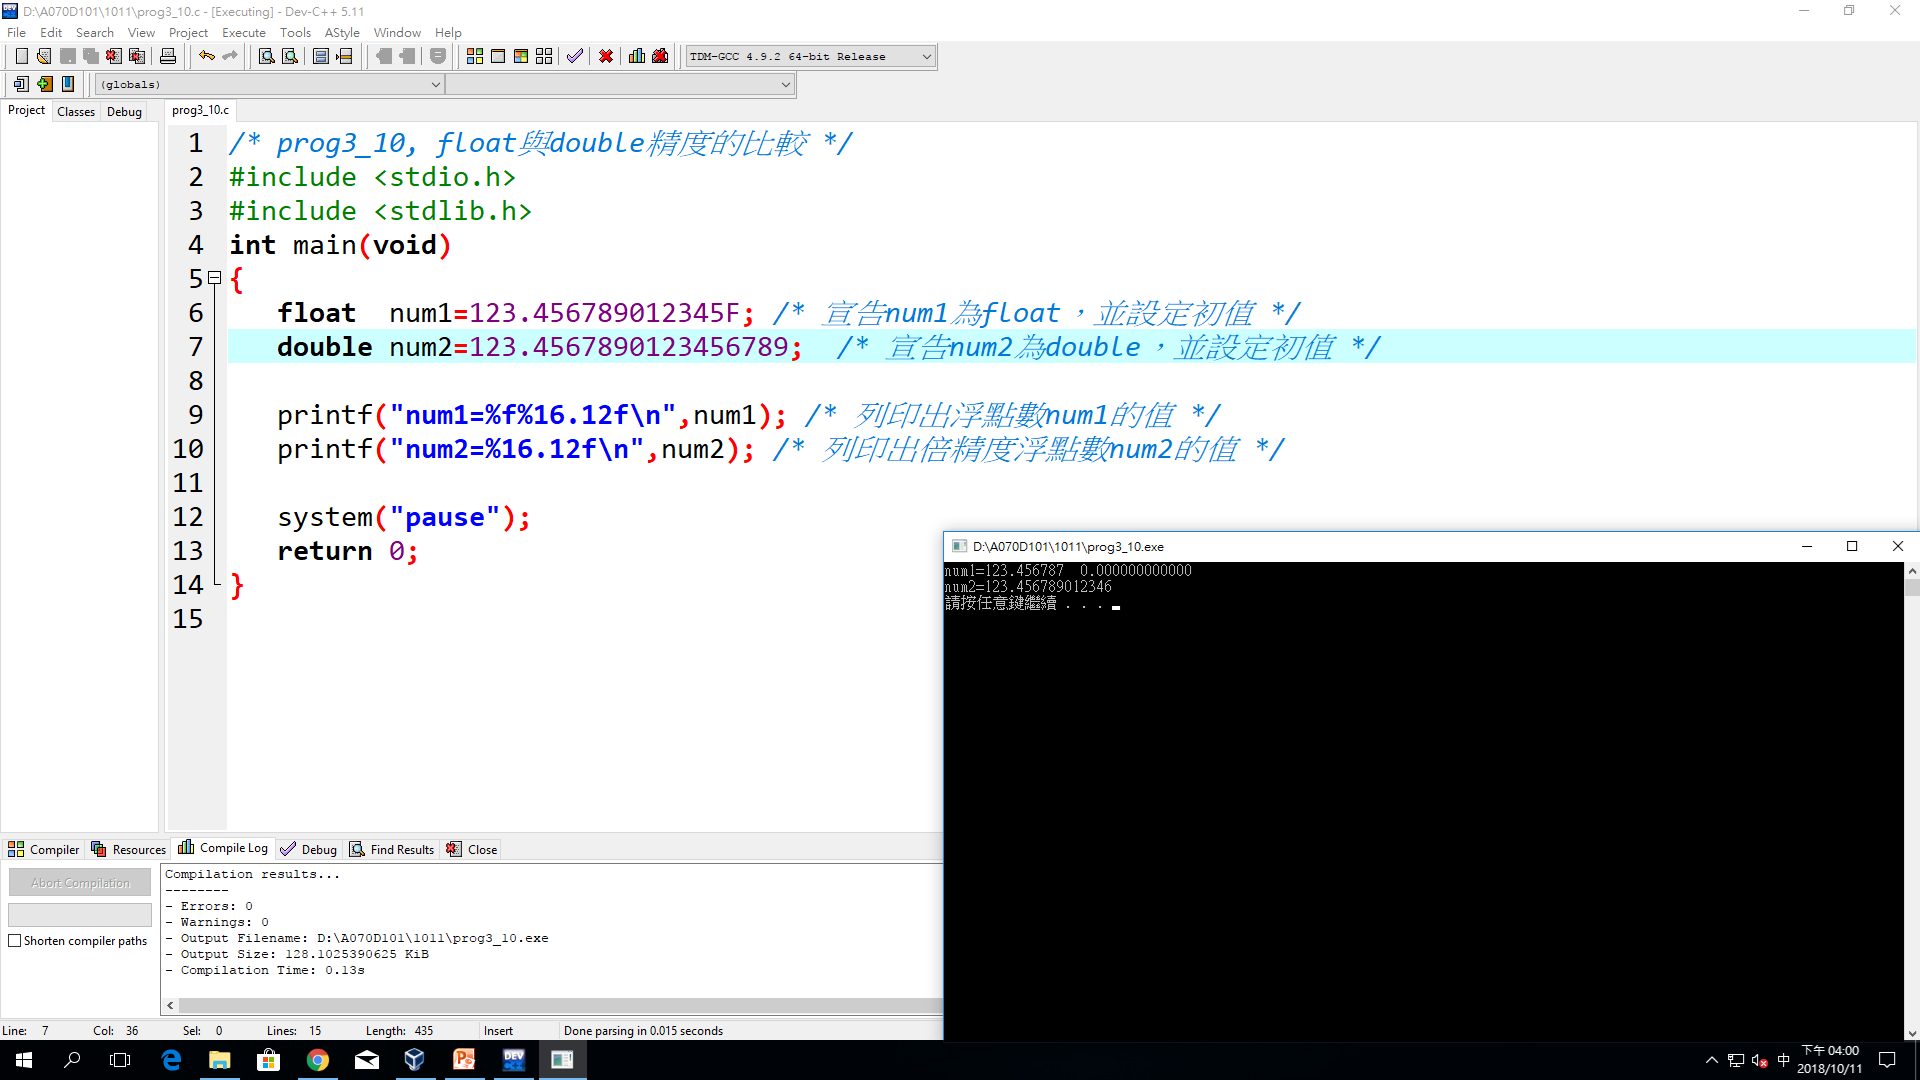 D:\A070D101\1011\prog3_10.c - [Executing] - Dev-C++ 5.11
File Edit Search View Project Execute Tools AStyle Window Help
TDM-GCC 4.9.2 64-bit Release
(globals)
Project Classes Debug
prog3_10.c
1 /* prog3_10, float與double精度的比較 */
2 #include <stdio.h>
3 #include <stdlib.h>
4 int main(void)
5 {
6 float num1=123.456789012345F; /* 宣告num1為float，並設定初值 */
7 double num2=123.4567890123456789; /* 宣告num2為double，並設定初值 */
8
9 printf("num1=%f%16.12f\n",num1); /* 列印出浮點數num1的值 */
10 printf("num2=%16.12f\n",num2); /* 列印出倍精度浮點數num2的值 */
11
12 system("pause");
13 return 0;
14 }
15
D:\A070D101\1011\prog3_10.exe
num1=123.456787  0.000000000000
num2=123.456789012346
請按任意鍵繼續 . . .
Compiler Resources Compile Log Debug Find Results Close
Abort Compilation
Shorten compiler paths
Compilation results...
--------
- Errors: 0
- Warnings: 0
- Output Filename: D:\A070D101\1011\prog3_10.exe
- Output Size: 128.1025390625 KiB
- Compilation Time: 0.13s
Line: 7 Col: 36 Sel: 0 Lines: 15 Length: 435 Insert Done parsing in 0.015 seconds
DEV
中
下午 04:00
2018/10/11